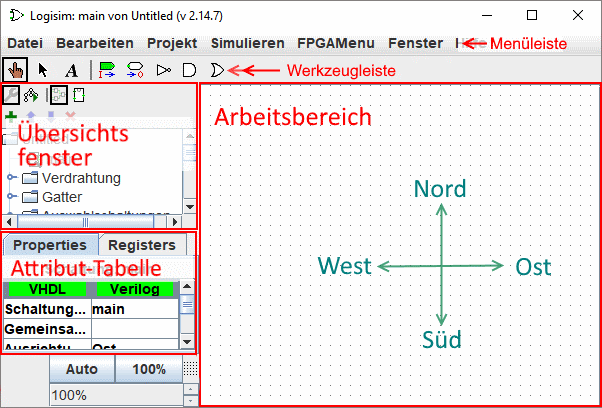 Logisim: main von Untitled (v 2.14.7)
Datei Bearbeiten Projekt Simulieren FPGAMenu Fenster Hilfe Menüleiste
A Werkzeugleiste
Übersichts
fenster
Untitled
Verdrahtung
Gatter
Auswahlschaltungen
Arbeitsbereich
Nord
West Ost
Süd
Properties Registers
Attribut-Tabelle
VHDL Verilog
Schaltung... main
Gemeinsa...
Ausrichtu... Ost
Auto 100%
100%